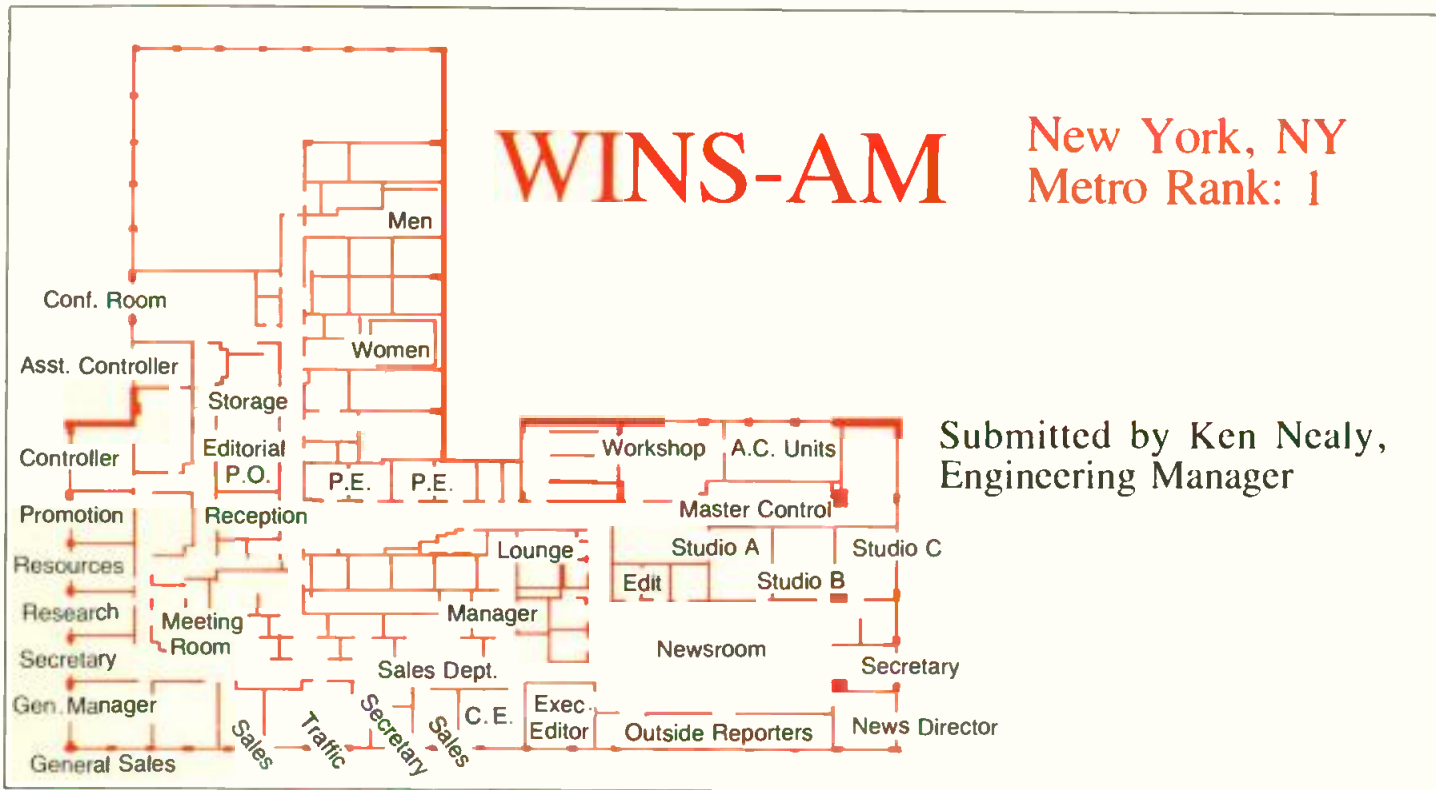 WINS-AM
New York, NY
Metro Rank: 1
Men
Conf. Room
Women
Asst. Controller
Storage
Submitted by Ken Nealy,
Engineering Manager
Editorial
P.O.
Controller
P.E.
P.E.
Workshop
A.C. Units
Promotion
Reception
Master Control
Lounge
Studio A
Studio C
Resources
Edit
Studio B
Research
Meeting
Room
Manager
Newsroom
Secretary
Sales Dept.
Secretary
Gen. Manager
Sales
Traffic
Secretary
Sales
C.E.
Exec.
Editor
Outside Reporters
News Director
General Sales